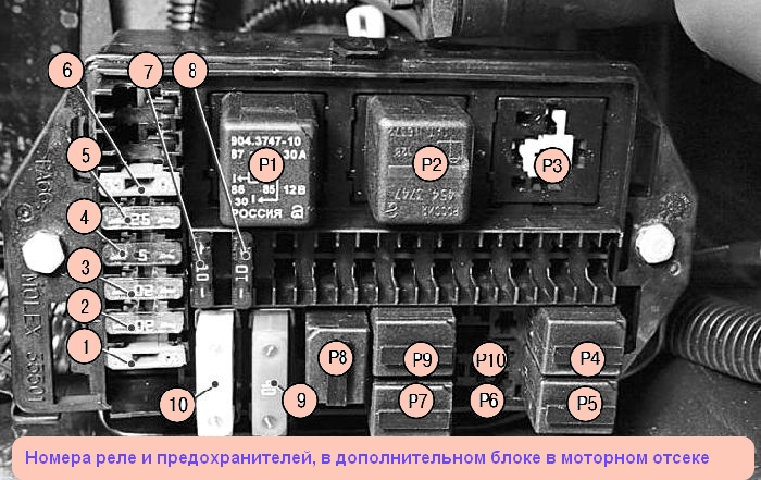 6
7
8
5
4
3
2
1
10
9
P1
P2
P3
P8
P9
P10
P4
P7
P6
P5
904.3747-10
87 30A
86 85 12В
30
РОССИЯ
25
5
20
20
10
10
MOLEX
Номера реле и предохранителей, в дополнительном блоке в моторном отсеке